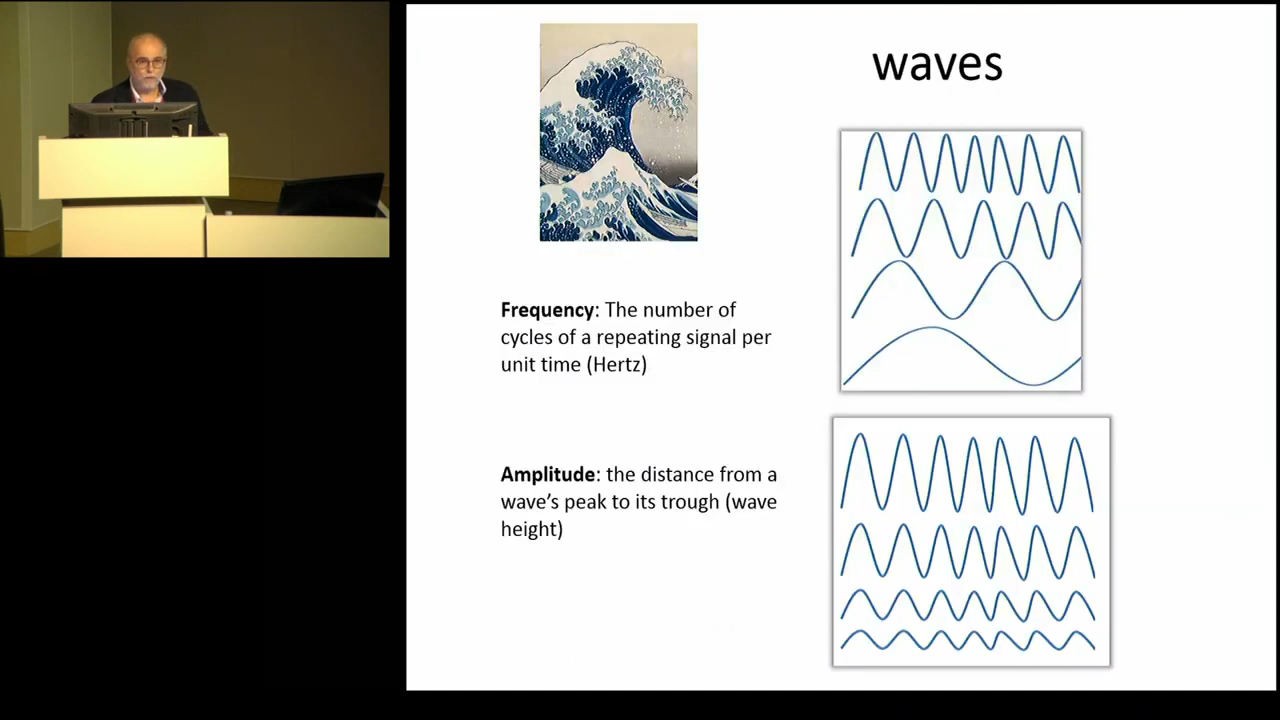 waves
Frequency: The number of
cycles of a repeating signal per
unit time (Hertz)
Amplitude: the distance from a
wave’s peak to its trough (wave
height)